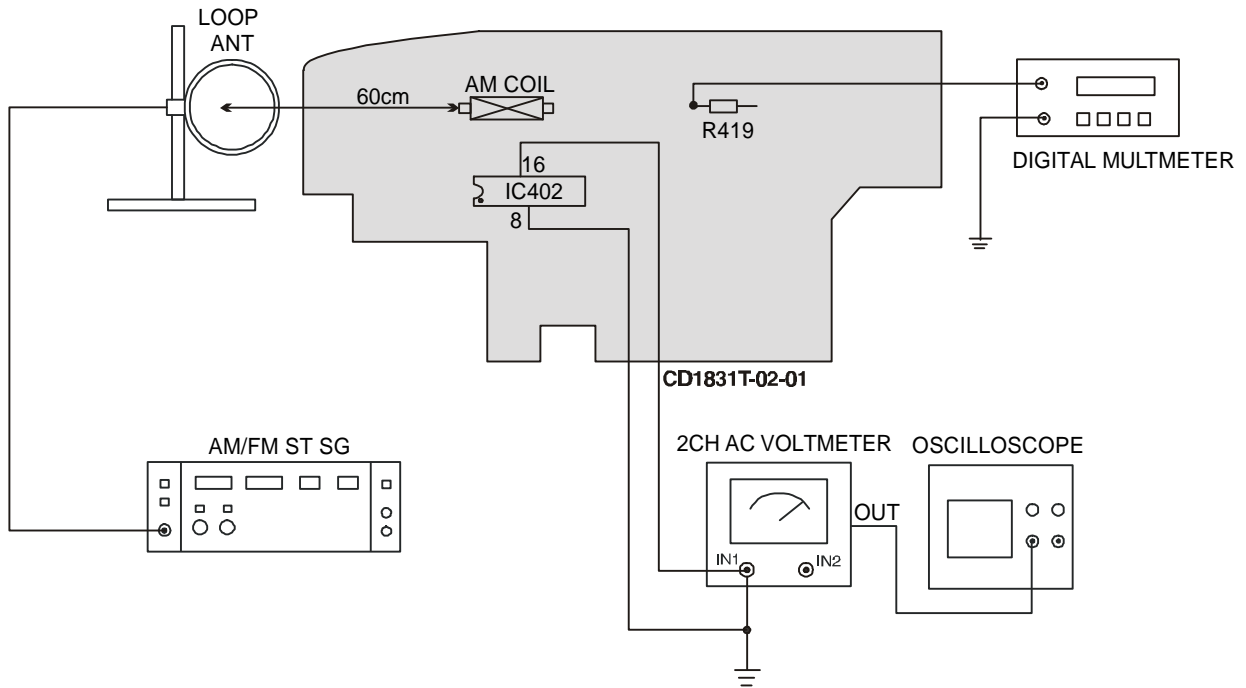 LOOP
ANT
60cm
AM COIL
R419
16
IC402
8
DIGITAL MULTMETER
CD1831T-02-01
AM/FM ST SG
2CH AC VOLTMETER
OSCILLOSCOPE
OUT
IN1
IN2